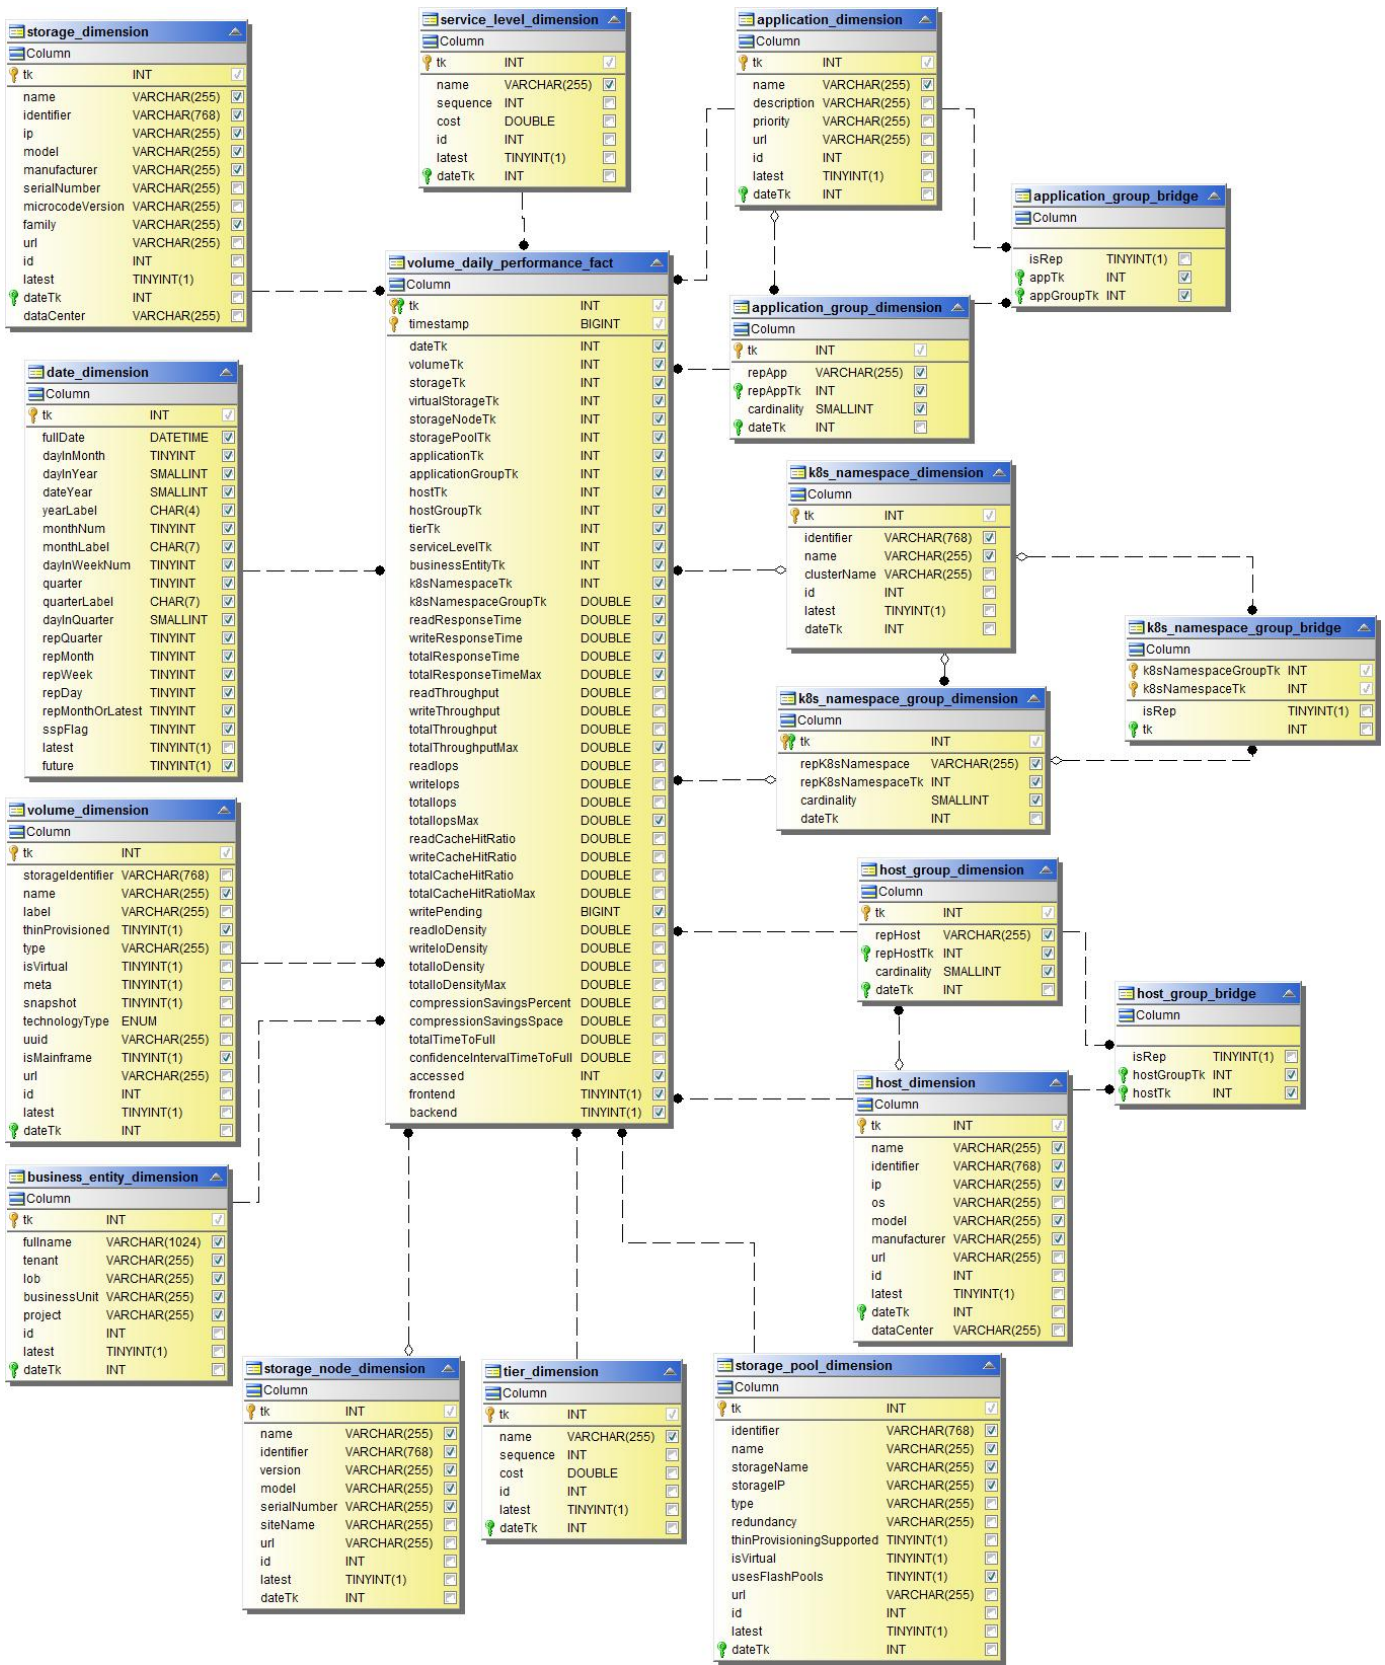 storage_dimension
Column
tk INT
name VARCHAR(255)
identifier VARCHAR(768)
ip VARCHAR(255)
model VARCHAR(255)
manufacturer VARCHAR(255)
serialNumber VARCHAR(255)
microcodeVersion VARCHAR(255)
family VARCHAR(255)
url VARCHAR(255)
id INT
latest TINYINT(1)
dateTk INT
dataCenter VARCHAR(255)
service_level_dimension
Column
tk INT
name VARCHAR(255)
sequence INT
cost DOUBLE
id INT
latest TINYINT(1)
dateTk INT
application_dimension
Column
tk INT
name VARCHAR(255)
description VARCHAR(255)
priority VARCHAR(255)
url VARCHAR(255)
id INT
latest TINYINT(1)
dateTk INT
application_group_bridge
Column
isRep TINYINT(1)
appTk INT
appGroupTk INT
volume_daily_performance_fact
Column
tk INT
timestamp BIGINT
dateTk INT
volumeTk INT
storageTk INT
virtualStorageTk INT
storageNodeTk INT
storagePoolTk INT
applicationTk INT
applicationGroupTk INT
hostTk INT
hostGroupTk INT
tierTk INT
serviceLevelTk INT
businessEntityTk INT
k8sNamespaceTk INT
k8sNamespaceGroupTk DOUBLE
readResponseTime DOUBLE
writeResponseTime DOUBLE
totalResponseTime DOUBLE
totalResponseTimeMax DOUBLE
readThroughput DOUBLE
writeThroughput DOUBLE
totalThroughput DOUBLE
totalThroughputMax DOUBLE
readIops DOUBLE
writeIops DOUBLE
totalIops DOUBLE
totalIopsMax DOUBLE
readCacheHitRatio DOUBLE
writeCacheHitRatio DOUBLE
totalCacheHitRatio DOUBLE
totalCacheHitRatioMax DOUBLE
writePending BIGINT
readIoDensity DOUBLE
writeIoDensity DOUBLE
totalIoDensity DOUBLE
totalIoDensityMax DOUBLE
compressionSavingsPercent DOUBLE
compressionSavingsSpace DOUBLE
totalTimeToFull DOUBLE
confidenceIntervalTimeToFull DOUBLE
accessed INT
frontend TINYINT(1)
backend TINYINT(1)
application_group_dimension
Column
tk INT
repApp VARCHAR(255)
repAppTk INT
cardinality SMALLINT
dateTk INT
date_dimension
Column
tk INT
fullDate DATETIME
dayInMonth TINYINT
dayInYear SMALLINT
dateYear SMALLINT
yearLabel CHAR(4)
monthNum TINYINT
monthLabel CHAR(7)
dayInWeekNum TINYINT
quarter TINYINT
quarterLabel CHAR(7)
dayInQuarter SMALLINT
repQuarter TINYINT
repMonth TINYINT
repWeek TINYINT
repDay TINYINT
repMonthOrLatest TINYINT
sspFlag TINYINT
latest TINYINT(1)
future TINYINT(1)
k8s_namespace_dimension
Column
tk INT
identifier VARCHAR(768)
name VARCHAR(255)
clusterName VARCHAR(255)
id INT
latest TINYINT(1)
dateTk INT
k8s_namespace_group_bridge
Column
k8sNamespaceGroupTk INT
k8sNamespaceTk INT
isRep TINYINT(1)
tk INT
k8s_namespace_group_dimension
Column
tk INT
repK8sNamespace VARCHAR(255)
repK8sNamespaceTk INT
cardinality SMALLINT
dateTk INT
volume_dimension
Column
tk INT
storageIdentifier VARCHAR(768)
name VARCHAR(255)
label VARCHAR(255)
thinProvisioned TINYINT(1)
type VARCHAR(255)
isVirtual TINYINT(1)
meta TINYINT(1)
snapshot TINYINT(1)
technologyType ENUM
uuid VARCHAR(255)
isMainframe TINYINT(1)
url VARCHAR(255)
id INT
latest TINYINT(1)
dateTk INT
host_group_dimension
Column
tk INT
repHost VARCHAR(255)
repHostTk INT
cardinality SMALLINT
dateTk INT
host_group_bridge
Column
isRep TINYINT(1)
hostGroupTk INT
hostTk INT
host_dimension
Column
tk INT
name VARCHAR(255)
identifier VARCHAR(768)
ip VARCHAR(255)
os VARCHAR(255)
model VARCHAR(255)
manufacturer VARCHAR(255)
url VARCHAR(255)
id INT
latest TINYINT(1)
dateTk INT
dataCenter VARCHAR(255)
business_entity_dimension
Column
tk INT
fullname VARCHAR(1024)
tenant VARCHAR(255)
lob VARCHAR(255)
businessUnit VARCHAR(255)
project VARCHAR(255)
id INT
latest TINYINT(1)
dateTk INT
storage_node_dimension
Column
tk INT
name VARCHAR(255)
identifier VARCHAR(768)
version VARCHAR(255)
model VARCHAR(255)
serialNumber VARCHAR(255)
siteName VARCHAR(255)
url VARCHAR(255)
id INT
latest TINYINT(1)
dateTk INT
tier_dimension
Column
tk INT
name VARCHAR(255)
sequence INT
cost DOUBLE
id INT
latest TINYINT(1)
dateTk INT
storage_pool_dimension
Column
tk INT
identifier VARCHAR(768)
name VARCHAR(255)
storageName VARCHAR(255)
storageIP VARCHAR(255)
type VARCHAR(255)
redundancy VARCHAR(255)
thinProvisioningSupported TINYINT(1)
isVirtual TINYINT(1)
usesFlashPools TINYINT(1)
url VARCHAR(255)
id INT
latest TINYINT(1)
dateTk INT